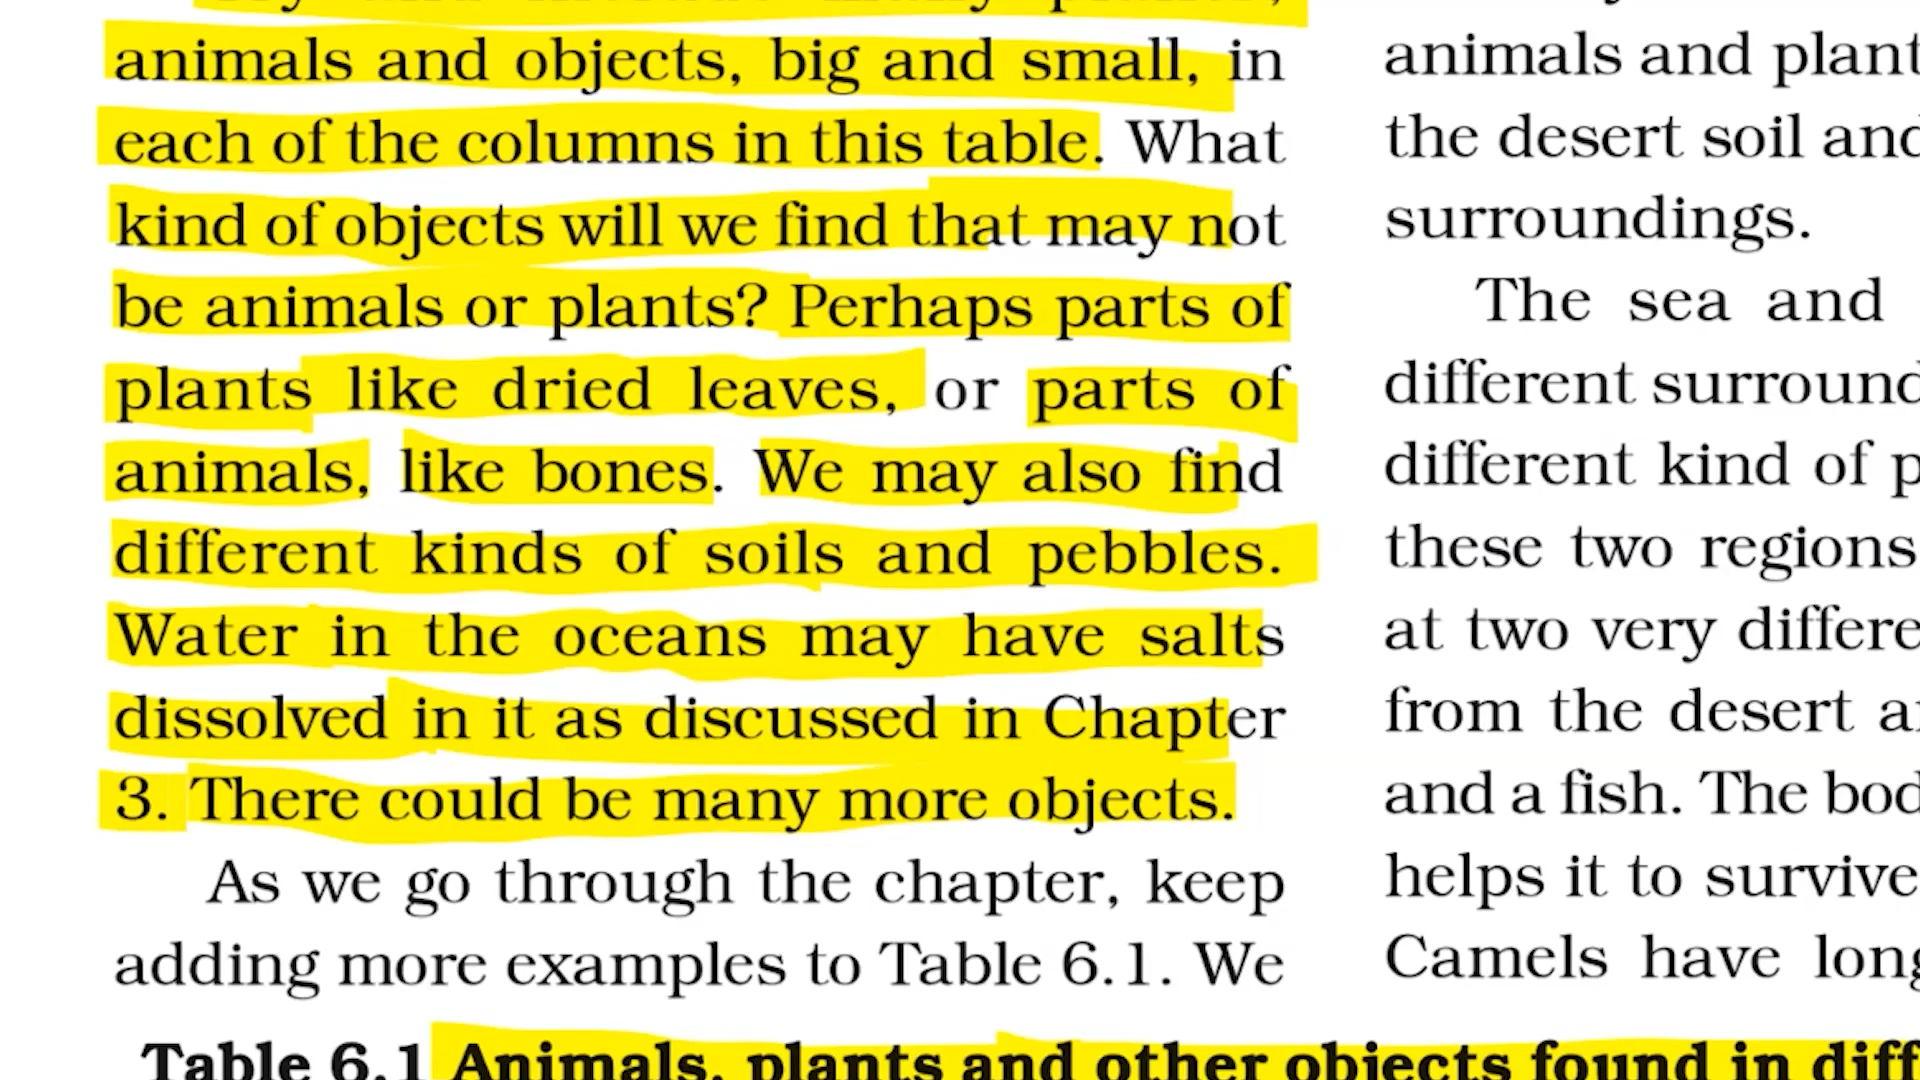 animals and objects, big and small, in
each of the columns in this table. What
kind of objects will we find that may not
be animals or plants? Perhaps parts of
plants like dried leaves, or parts of
animals, like bones. We may also find
different kinds of soils and pebbles.
Water in the oceans may have salts
dissolved in it as discussed in Chapter
3. There could be many more objects.
As we go through the chapter, keep
adding more examples to Table 6.1. We
animals and plant
the desert soil and
surroundings.
The sea and
different surround
different kind of p
these two regions
at two very differe
from the desert a
and a fish. The bod
helps it to survive
Camels have long
Table 6.1 Animals, plants and other objects found in diff